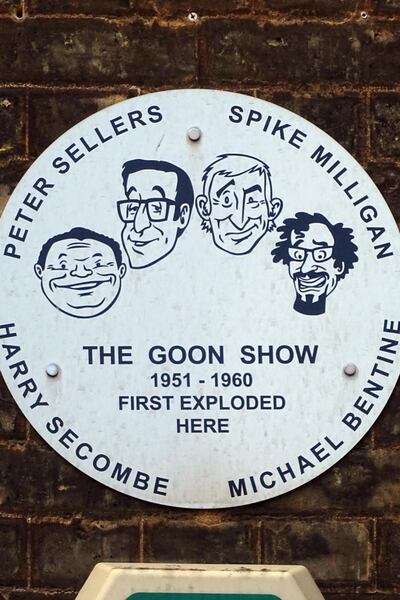 PETER SELLERS
SPIKE MILLIGAN
HARRY SECOMBE
MICHAEL BENTINE
THE GOON SHOW
1951 - 1960
FIRST EXPLODED
HERE